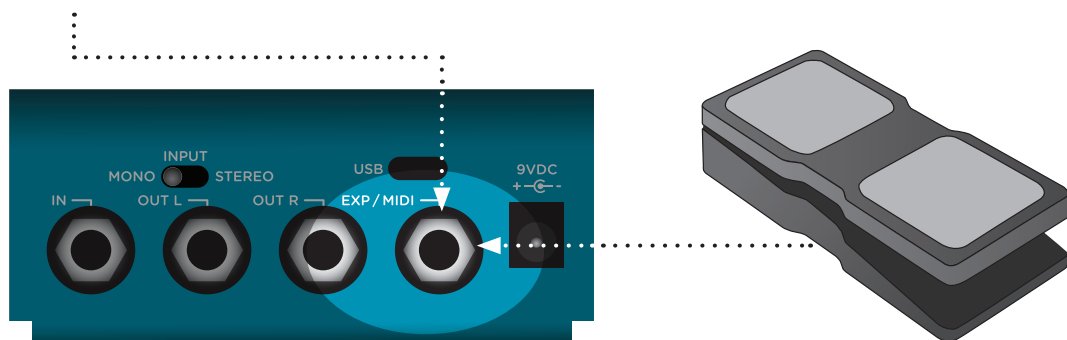 INPUT
MONO STEREO
USB
9VDC
+ -
IN
OUT L
OUT R
EXP / MIDI